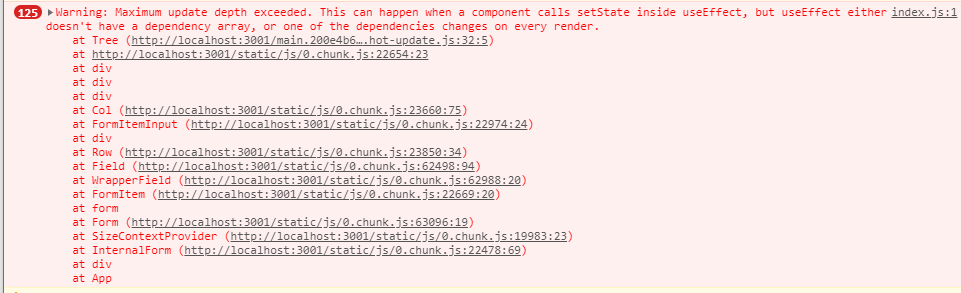 125 ▶Warning: Maximum update depth exceeded. This can happen when a component calls setState inside useEffect, but useEffect either index.js:1
doesn't have a dependency array, or one of the dependencies changes on every render.
at Tree (http://localhost:3001/main.200e4b6….hot-update.js:32:5)
at http://localhost:3001/static/js/0.chunk.js:22654:23
at div
at div
at div
at Col (http://localhost:3001/static/js/0.chunk.js:23660:75)
at FormItemInput (http://localhost:3001/static/js/0.chunk.js:22974:24)
at div
at Row (http://localhost:3001/static/js/0.chunk.js:23850:34)
at Field (http://localhost:3001/static/js/0.chunk.js:62498:94)
at WrapperField (http://localhost:3001/static/js/0.chunk.js:62988:20)
at FormItem (http://localhost:3001/static/js/0.chunk.js:22669:20)
at form
at Form (http://localhost:3001/static/js/0.chunk.js:63096:19)
at SizeContextProvider (http://localhost:3001/static/js/0.chunk.js:19983:23)
at InternalForm (http://localhost:3001/static/js/0.chunk.js:22478:69)
at div
at App